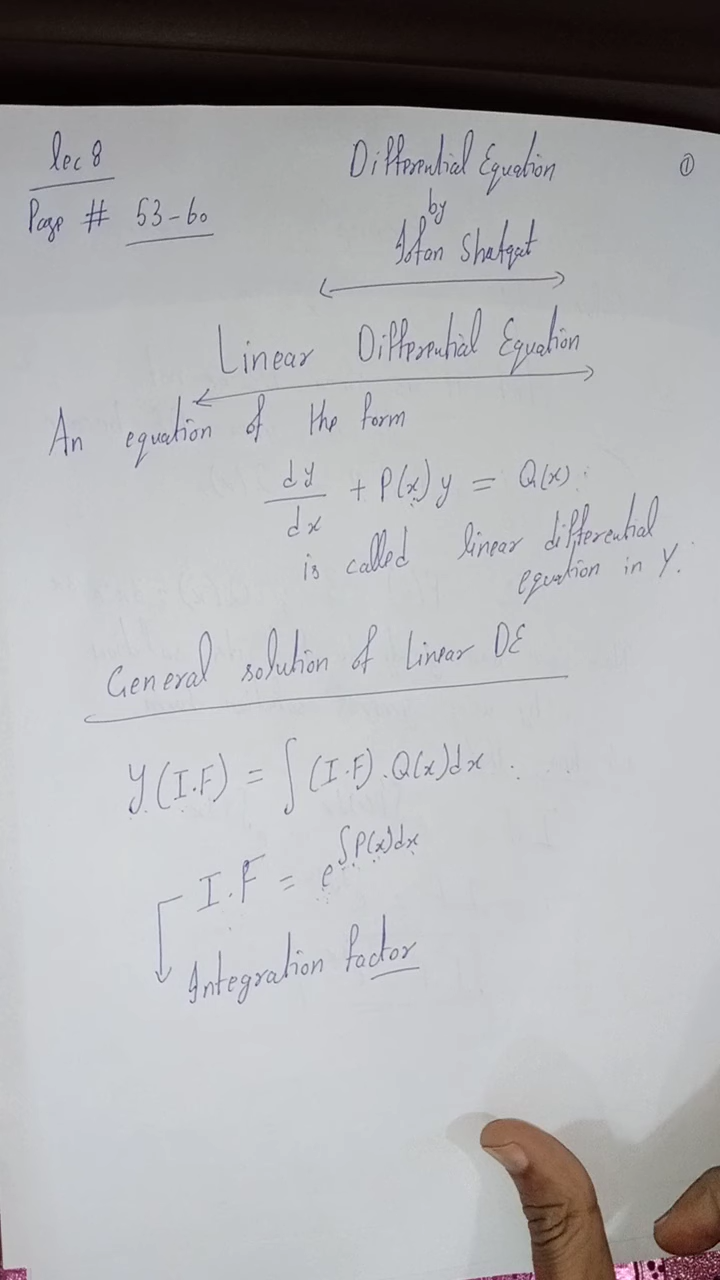 lec 8
Page # 53-60
Differential Equation
by
Shafqat
①
Linear Differential Equation
An equation of the form
dy/dx + P(x) y = Q(x).
is called linear differential
equation in Y.
General solution of Linear DE
y(I.F) = ∫(I.F).Q(x)dx.
I.F = e^∫P(x)dx
Integration factor